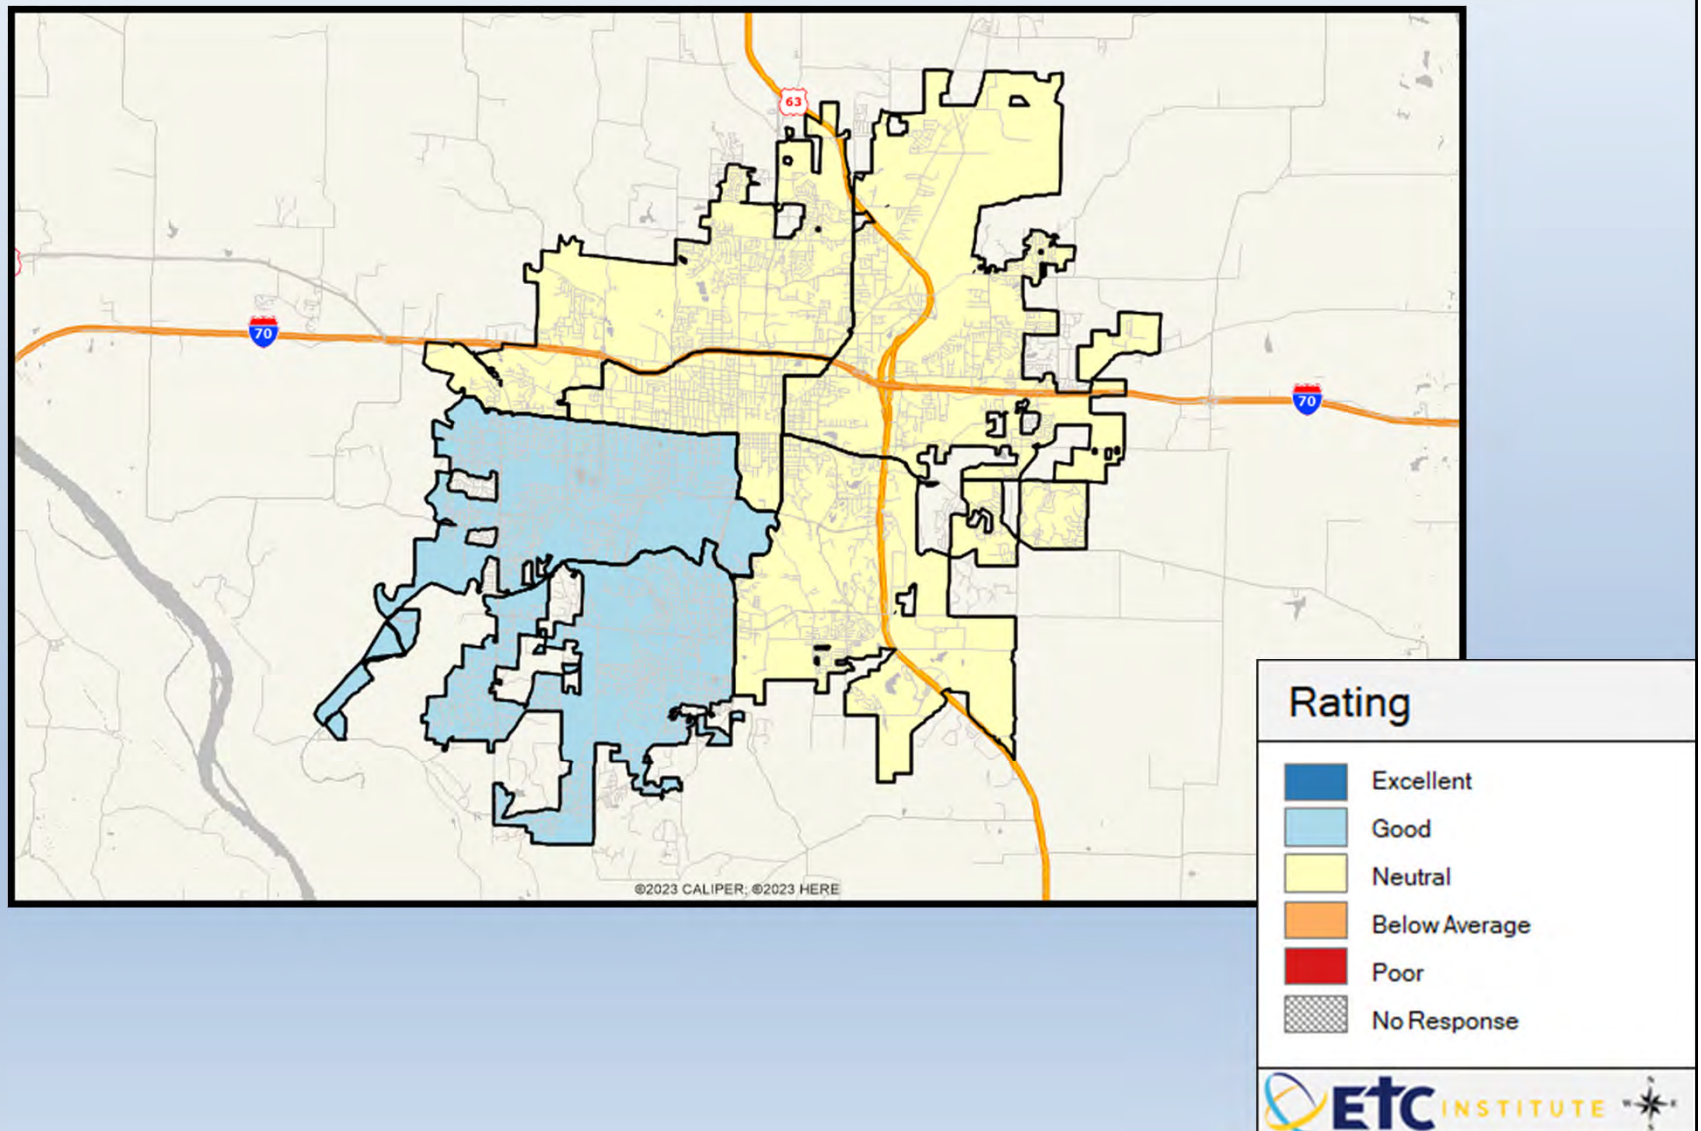 63
70
70
©2023 CALIPER; ©2023 HERE
Rating
Excellent
Good
Neutral
Below Average
Poor
No Response
ETC INSTITUTE
N
W E
S